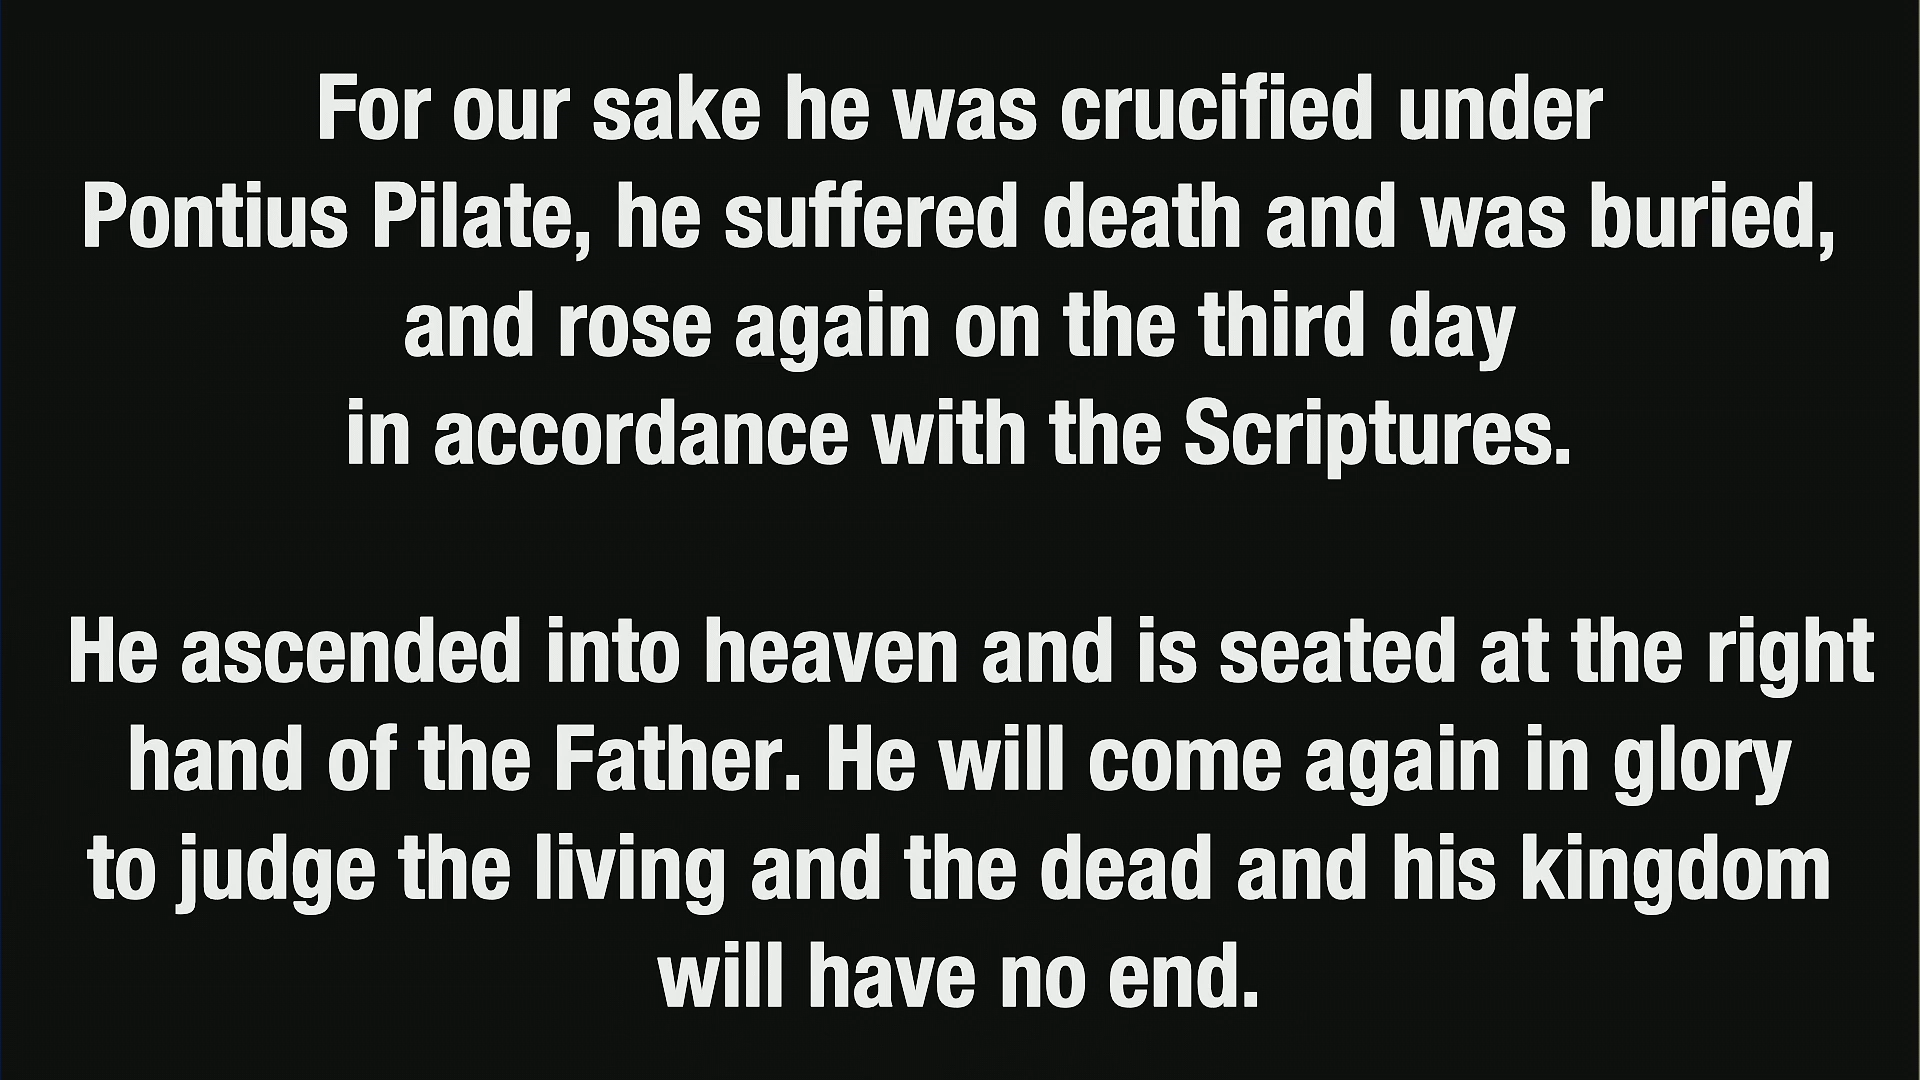 For our sake he was crucified under
Pontius Pilate, he suffered death and was buried,
and rose again on the third day
in accordance with the Scriptures.
He ascended into heaven and is seated at the right
hand of the Father. He will come again in glory
to judge the living and the dead and his kingdom
will have no end.